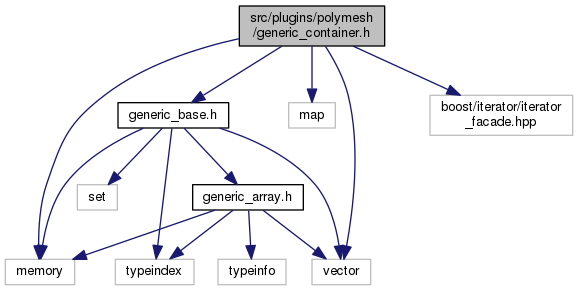 src/plugins/polymesh
/generic_container.h
generic_base.h
map
boost/iterator/iterator
_facade.hpp
set
generic_array.h
memory
typeindex
typeinfo
vector